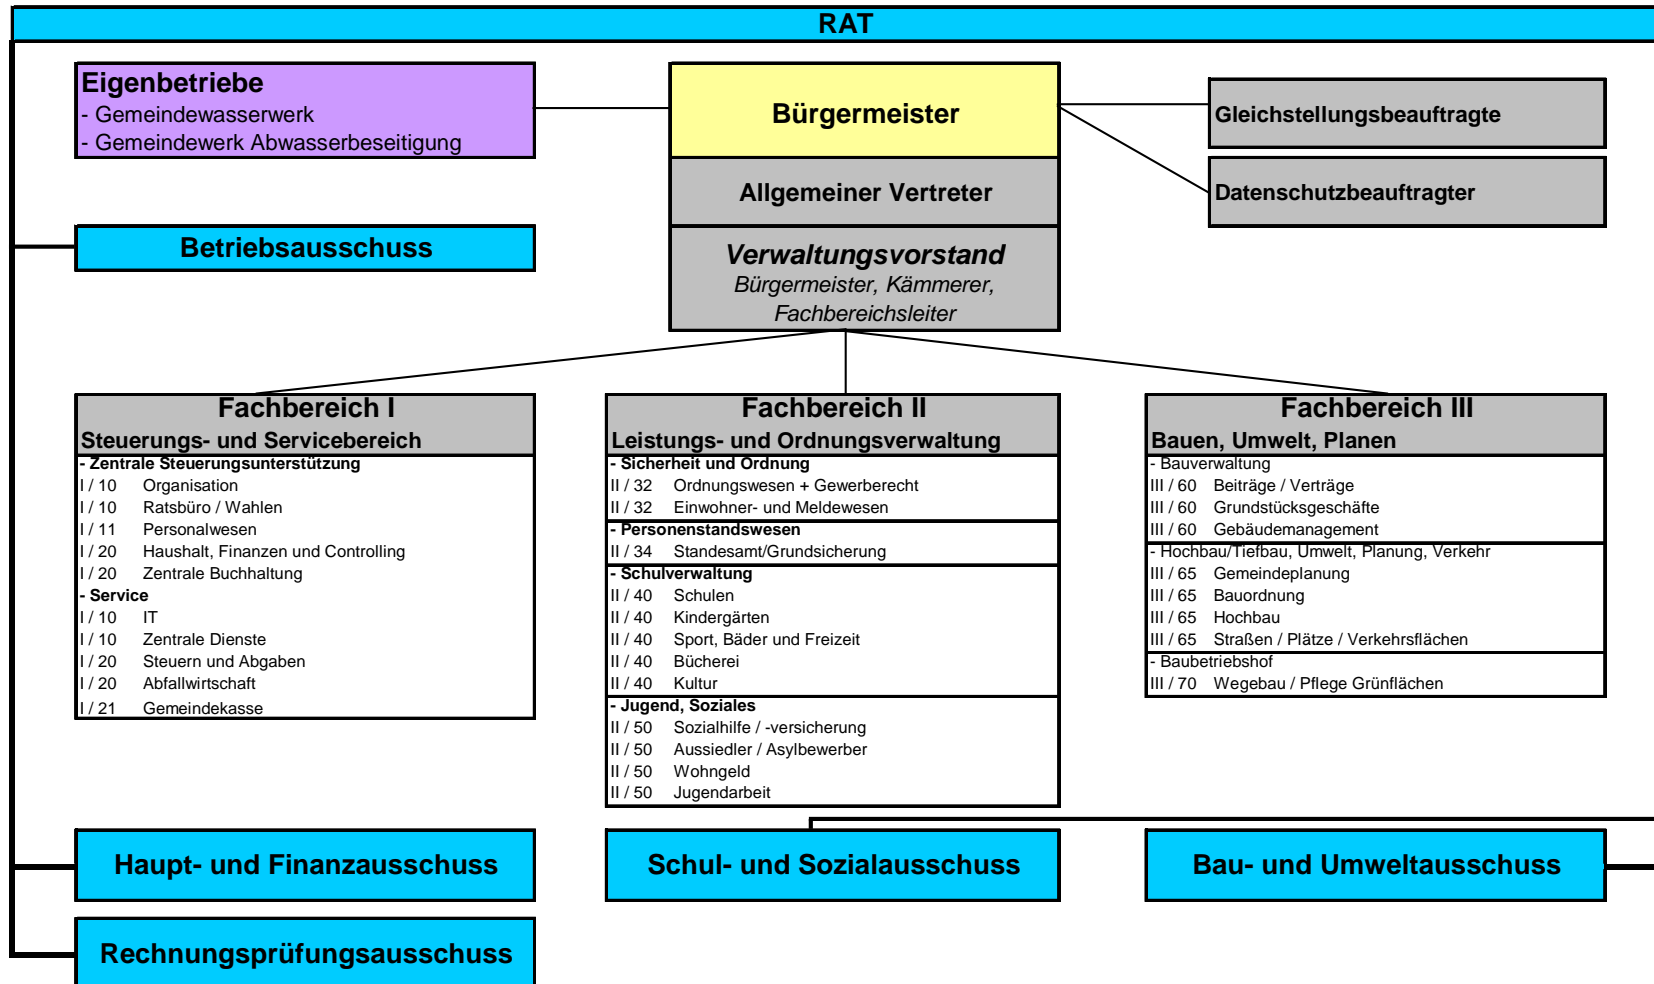 RAT
Eigenbetriebe
- Gemeindewasserwerk
- Gemeindewerk Abwasserbeseitigung
Bürgermeister
Gleichstellungsbeauftragte
Allgemeiner Vertreter
Datenschutzbeauftragter
Betriebsausschuss
Verwaltungsvorstand
Bürgermeister, Kämmerer,
Fachbereichsleiter
Fachbereich I
Steuerungs- und Servicebereich
- Zentrale Steuerungsunterstützung
I / 10 Organisation
I / 10 Ratsbüro / Wahlen
I / 11 Personalwesen
I / 20 Haushalt, Finanzen und Controlling
I / 20 Zentrale Buchhaltung
- Service
I / 10 IT
I / 10 Zentrale Dienste
I / 20 Steuern und Abgaben
I / 20 Abfallwirtschaft
I / 21 Gemeindekasse
Fachbereich II
Leistungs- und Ordnungsverwaltung
- Sicherheit und Ordnung
II / 32 Ordnungswesen + Gewerberecht
II / 32 Einwohner- und Meldewesen
- Personenstandswesen
II / 34 Standesamt/Grundsicherung
- Schulverwaltung
II / 40 Schulen
II / 40 Kindergärten
II / 40 Sport, Bäder und Freizeit
II / 40 Bücherei
II / 40 Kultur
- Jugend, Soziales
II / 50 Sozialhilfe / -versicherung
II / 50 Aussiedler / Asylbewerber
II / 50 Wohngeld
II / 50 Jugendarbeit
Fachbereich III
Bauen, Umwelt, Planen
- Bauverwaltung
III / 60 Beiträge / Verträge
III / 60 Grundstücksgeschäfte
III / 60 Gebäudemanagement
- Hochbau/Tiefbau, Umwelt, Planung, Verkehr
III / 65 Gemeindeplanung
III / 65 Bauordnung
III / 65 Hochbau
III / 65 Straßen / Plätze / Verkehrsflächen
- Baubetriebshof
III / 70 Wegebau / Pflege Grünflächen
Haupt- und Finanzausschuss
Schul- und Sozialausschuss
Bau- und Umweltausschuss
Rechnungsprüfungsausschuss